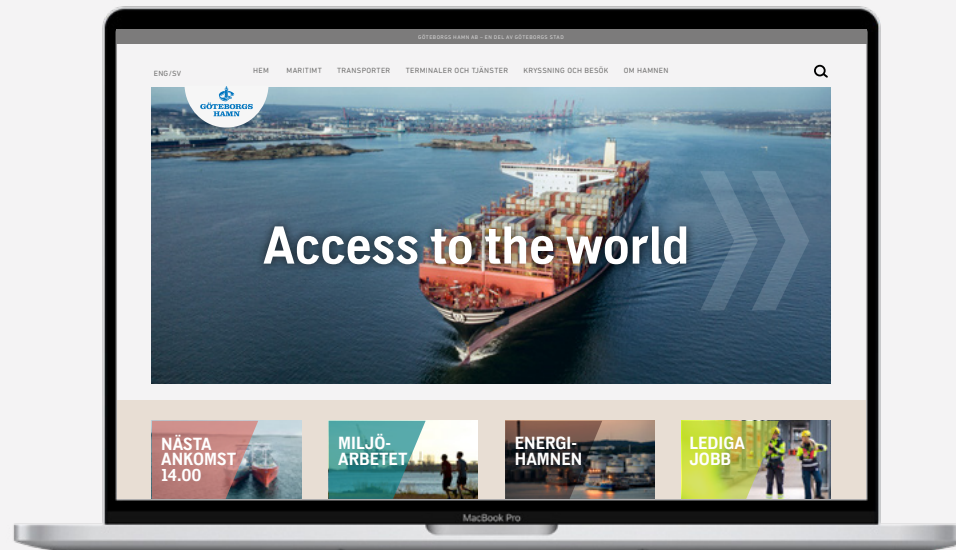 GÖTEBORGS HAMN AB – EN DEL AV GÖTEBORGS STAD
ENG/SV
HEM MARITIMT TRANSPORTER TERMINALER OCH TJÄNSTER KRYSSNING OCH BESÖK OM HAMNEN
GÖTEBORGS
HAMN
Access to the world
NÄSTA
ANKOMST
14.00
MILJÖ-
ARBETET
ENERGI-
HAMNEN
LEDIGA
JOBB
MacBook Pro